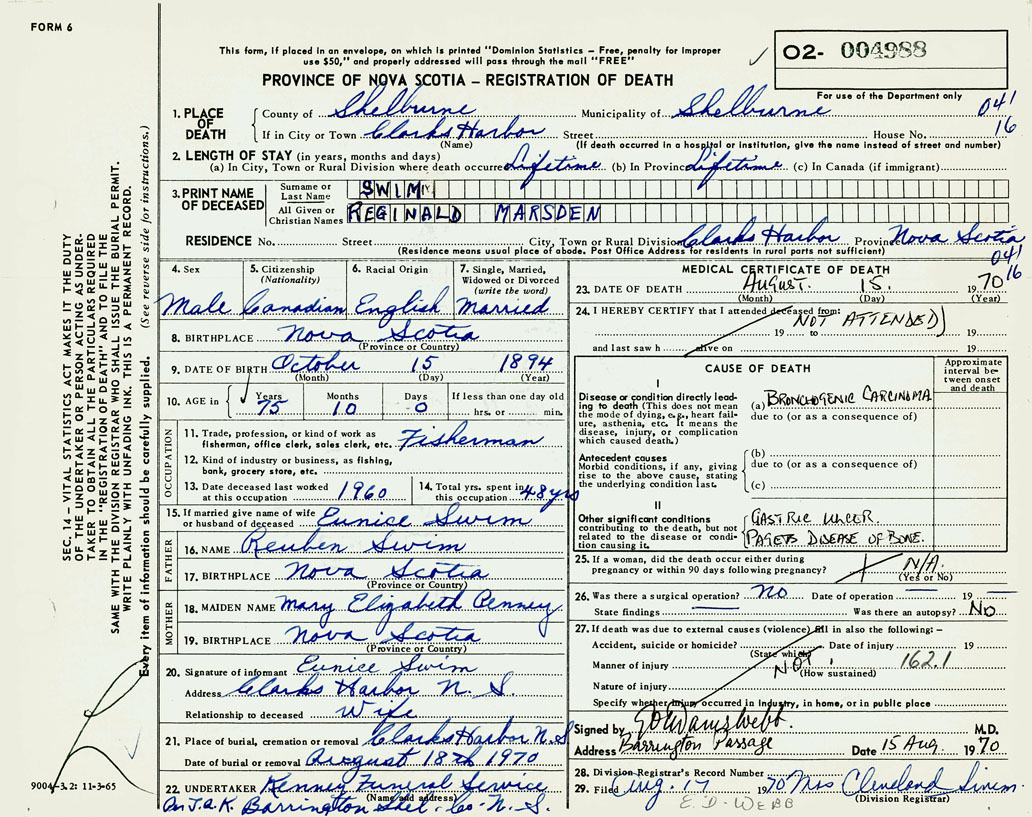 FORM 6
This form, if placed in an envelope, on which is printed "Dominion Statistics – Free, penalty for improper
use $50," and properly addressed will pass through the mail "FREE"
02- 004988
PROVINCE OF NOVA SCOTIA – REGISTRATION OF DEATH
For use of the Department only
041
16
1. PLACE OF DEATH
County of Shelburne Municipality of Shelburne
If in City or Town Clarks Harbor Street House No.
(Name) (If death occurred in a hospital or institution, give the name instead of street and number)
2. LENGTH OF STAY (in years, months and days)
(a) In City, Town or Rural Division where death occurred Lifetime (b) In Province Lifetime (c) In Canada (if immigrant)
3. PRINT NAME OF DECEASED
Surname or Last Name SWIM
All Given or Christian Names REGINALD MARSDEN
RESIDENCE No. Street City, Town or Rural Division Clarks Harbor Province Nova Scotia
(Residence means usual place of abode. Post Office Address for residents in rural parts not sufficient)
041
16
4. Sex 5. Citizenship (Nationality) 6. Racial Origin 7. Single, Married, Widowed or Divorced (write the word)
Male Canadian English Married
8. BIRTHPLACE Nova Scotia
(Province or Country)
9. DATE OF BIRTH October 15 1894
(Month) (Day) (Year)
10. AGE in Years Months Days If less than one day old
75 10 0 hrs. or min.
OCCUPATION
11. Trade, profession, or kind of work as fisherman, office clerk, sales clerk, etc. Fisherman
12. Kind of industry or business, as fishing, bank, grocery store, etc.
13. Date deceased last worked at this occupation 1960
14. Total yrs. spent in this occupation 48 yrs
15. If married give name of wife or husband of deceased Eunice Swim
FATHER
16. NAME Reuben Swim
17. BIRTHPLACE Nova Scotia
(Province or Country)
MOTHER
18. MAIDEN NAME Mary Elizabeth Penney
19. BIRTHPLACE Nova Scotia
(Province or Country)
20. Signature of informant Eunice Swim
Address Clarks Harbor N. S.
Relationship to deceased Wife
21. Place of burial, cremation or removal Clarks Harbor N.S
Date of burial or removal August 18th 1970
22. UNDERTAKER Kenney Funeral Service
(Name and address)
Barrington Shel. Co. N. S.
MEDICAL CERTIFICATE OF DEATH
23. DATE OF DEATH AUGUST. 15. 1970
(Month) (Day) (Year)
24. I HEREBY CERTIFY that I attended deceased from:
NOT ATTENDED
19 to 19
and last saw h alive on 19
CAUSE OF DEATH
Approximate interval between onset and death
I
Disease or condition directly leading to death (This does not mean the mode of dying, e.g., heart failure, asthenia, etc. It means the disease, injury, or complication which caused death.)
(a) BRONCHOGENIC CARCINOMA
due to (or as a consequence of)
Antecedent causes
Morbid conditions, if any, giving rise to the above cause, stating the underlying condition last.
(b)
due to (or as a consequence of)
(c)
II
Other significant conditions contributing to the death, but not related to the disease or condition causing it.
GASTRIC ULCER.
PAGETS DISEASE OF BONE.
25. If a woman, did the death occur either during pregnancy or within 90 days following pregnancy? N/A.
(Yes or No)
26. Was there a surgical operation? No Date of operation 19
State findings Was there an autopsy? NO
27. If death was due to external causes (violence) fill in also the following: –
Accident, suicide or homicide? Date of injury 19
(State which)
Manner of injury NOT 162.1
(How sustained)
Nature of injury
Specify whether injury occurred in industry, in home, or in public place
Signed by M.D.
Address Barrington Passage Date 15 Aug. 1970
28. Division Registrar's Record Number
29. Filed Aug. 17 1970 Mrs Cleveland
(Division Registrar)
E. D- WEBB
SEC. 14 – VITAL STATISTICS ACT MAKES IT THE DUTY
OF THE UNDERTAKER OR PERSON ACTING AS UNDER-
TAKER TO OBTAIN ALL THE PARTICULARS REQUIRED
IN THE "REGISTRATION OF DEATH" AND TO FILE THE
SAME WITH THE DIVISION REGISTRAR WHO SHALL ISSUE THE BURIAL PERMIT.
WRITE PLAINLY WITH UNFADING INK. THIS IS A PERMANENT RECORD.
Every item of information should be carefully supplied. (See reverse side for instructions.)
9004-3.2: 11-3-65